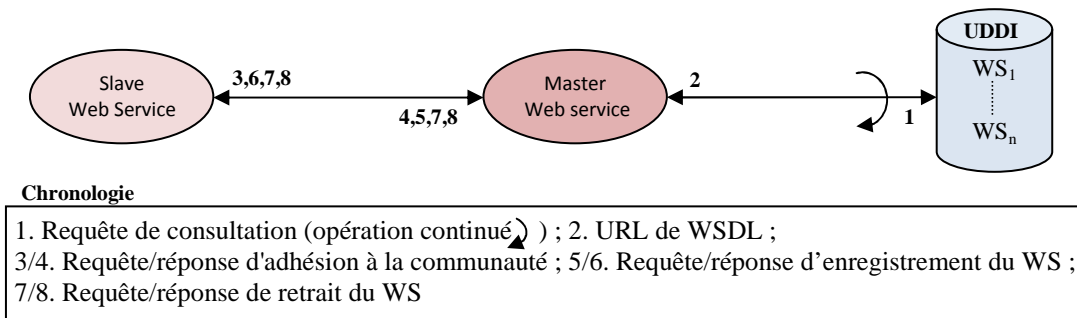 UDDI
Slave
Web Service
3,6,7,8
4,5,7,8
Master
Web service
2
1
WS1
WSn
Chronologie
1. Requête de consultation (opération continué ) ; 2. URL de WSDL ;
3/4. Requête/réponse d'adhésion à la communauté ; 5/6. Requête/réponse d’enregistrement du WS ;
7/8. Requête/réponse de retrait du WS